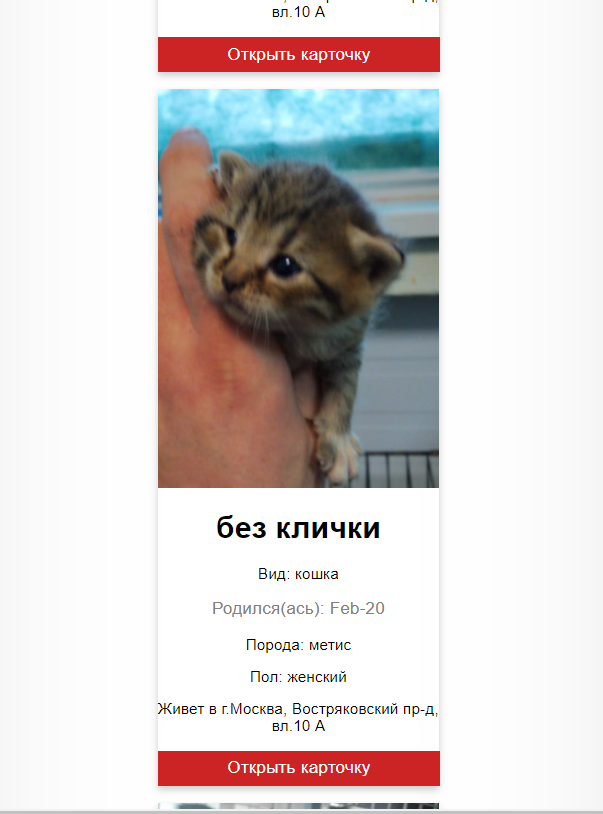 вл.10 А
Открыть карточку
без клички
Вид: кошка
Родился(ась): Feb-20
Порода: метис
Пол: женский
Живет в г.Москва, Востряковский пр-д,
вл.10 А
Открыть карточку